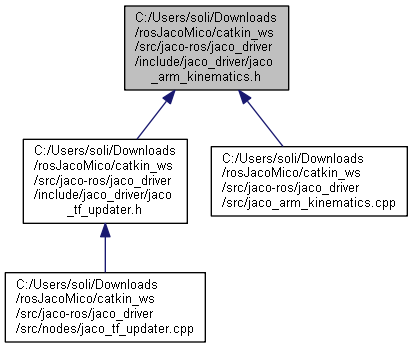 C:/Users/soli/Downloads
/rosJacoMico/catkin_ws
/src/jaco-ros/jaco_driver
/include/jaco_driver/jaco
_arm_kinematics.h
C:/Users/soli/Downloads
/rosJacoMico/catkin_ws
/src/jaco-ros/jaco_driver
/include/jaco_driver/jaco
_tf_updater.h
C:/Users/soli/Downloads
/rosJacoMico/catkin_ws
/src/jaco-ros/jaco_driver
/src/jaco_arm_kinematics.cpp
C:/Users/soli/Downloads
/rosJacoMico/catkin_ws
/src/jaco-ros/jaco_driver
/src/nodes/jaco_tf_updater.cpp